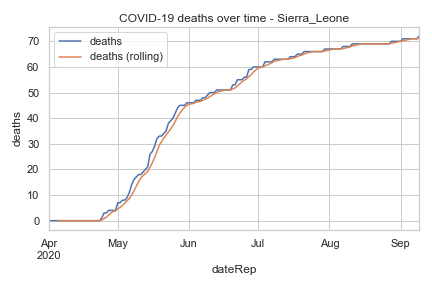 COVID-19 deaths over time - Sierra_Leone
deaths
deaths (rolling)
deaths
70
60
50
40
30
20
10
0
Apr May Jun Jul Aug Sep
2020
dateRep